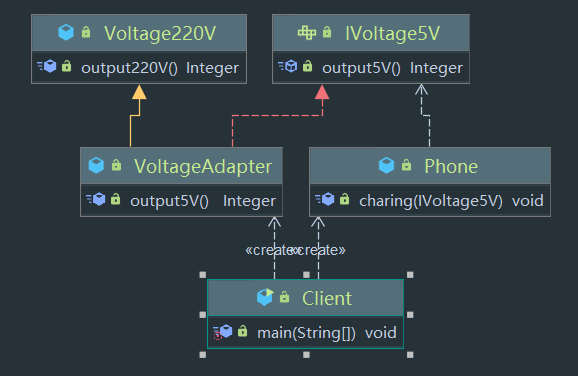 Voltage220V
output220V() Integer
IVoltage5V
output5V() Integer
VoltageAdapter
output5V() Integer
Phone
charing(IVoltage5V) void
«create»
«create»
Client
main(String[]) void